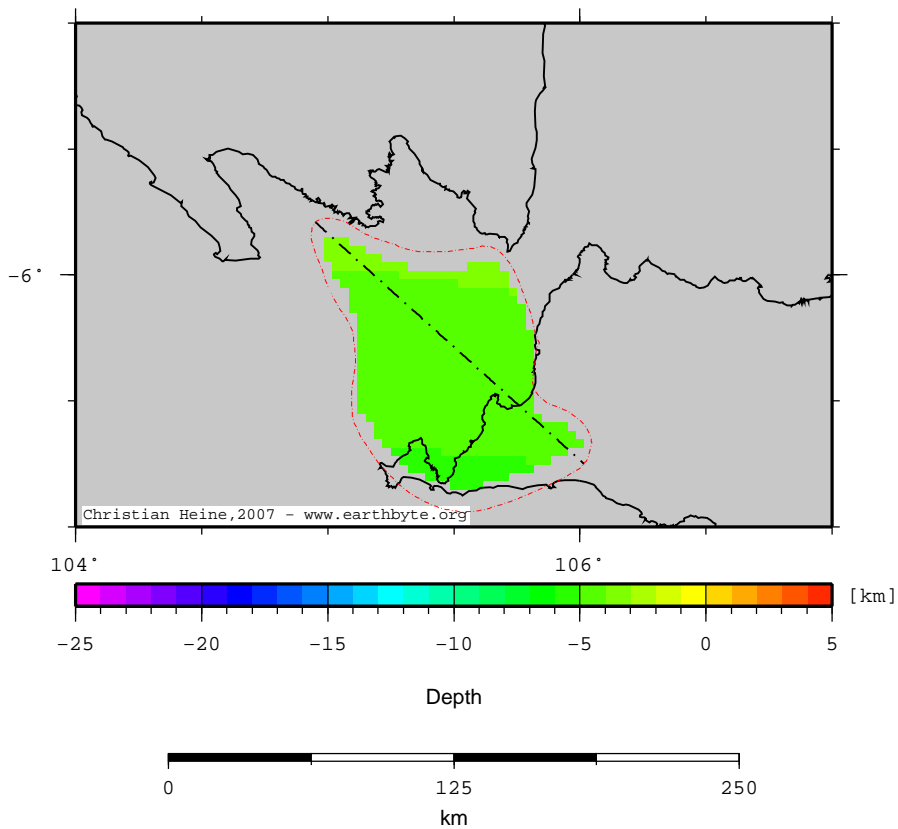 −6˚
Christian Heine,2007 − www.earthbyte.org
104˚ 106˚
[km]
−25 −20 −15 −10 −5 0 5
Depth
0 125 250
km